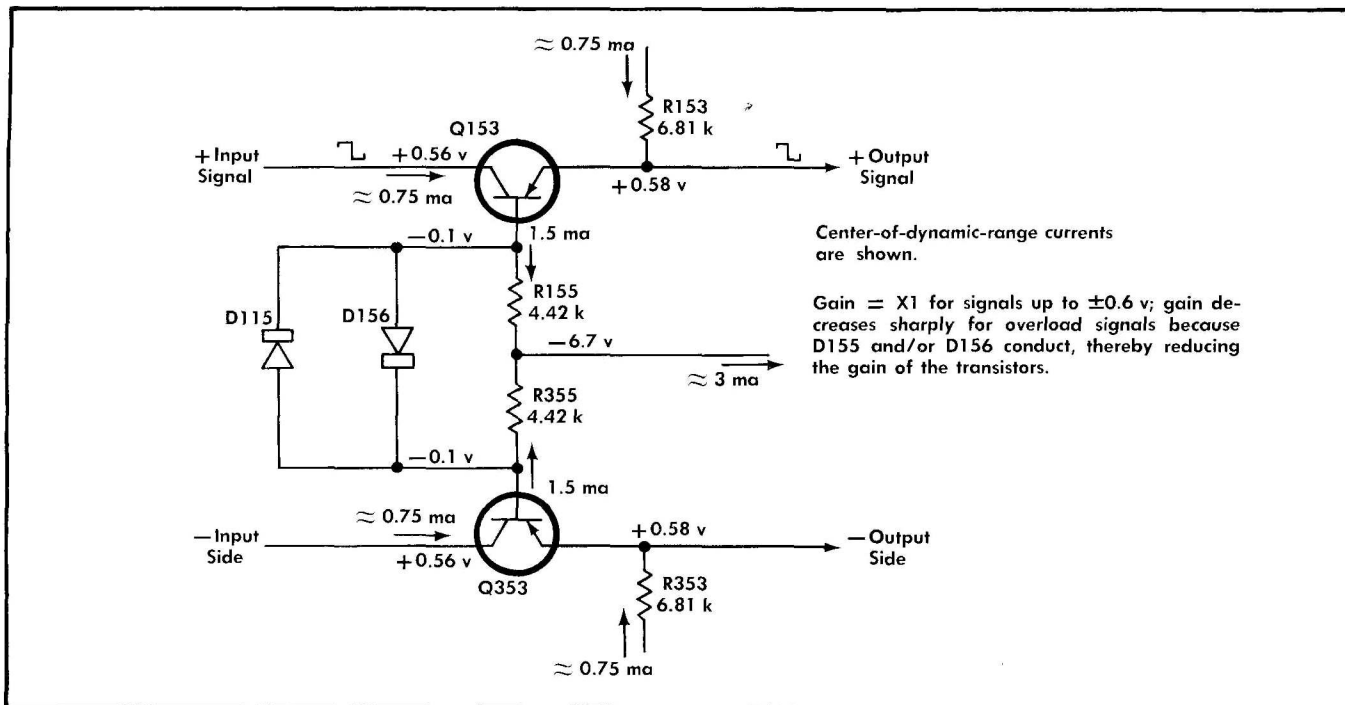 ≈ 0.75 ma
R153
6.81 k
Q153
+ Input
Signal
+0.56 v
≈ 0.75 ma
+0.58 v
+ Output
Signal
−0.1 v
1.5 ma
Center-of-dynamic-range currents
are shown.
R155
4.42 k
D115
D156
Gain = X1 for signals up to ±0.6 v; gain de-
creases sharply for overload signals because
D155 and/or D156 conduct, thereby reducing
the gain of the transistors.
−6.7 v
≈ 3 ma
R355
4.42 k
−0.1 v
1.5 ma
≈ 0.75 ma
− Input
Side
+0.56 v
Q353
+0.58 v
− Output
Side
R353
6.81 k
≈ 0.75 ma